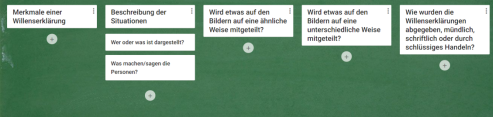 Merkmale einer
Willenserklärung
Beschreibung der
Situationen
Wer oder was ist dargestellt?
Was machen/sagen die
Personen?
Wird etwas auf den
Bildern auf eine ähnliche
Weise mitgeteilt?
Wird etwas auf den
Bildern auf eine
unterschiedliche Weise
mitgeteilt?
Wie wurden die
Willenserklärungen
abgegeben, mündlich,
schriftlich oder durch
schlüssiges Handeln?